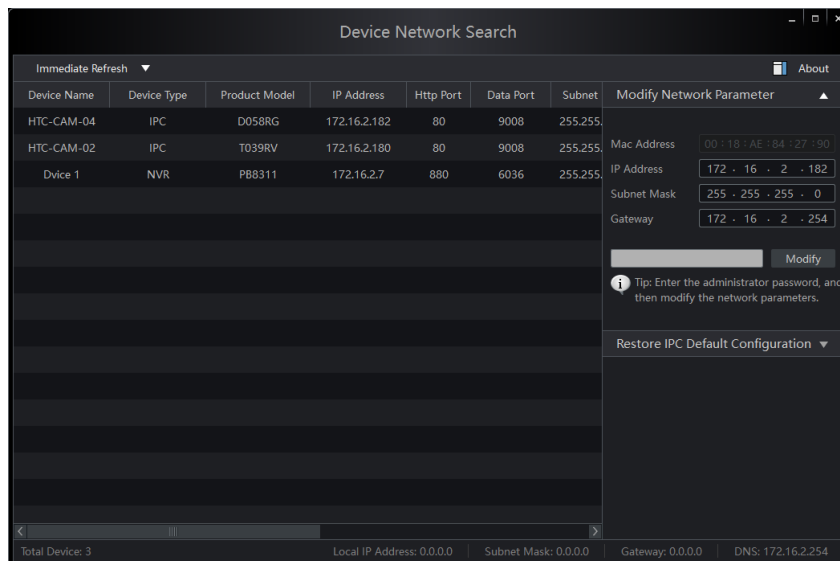 Device Network Search
Immediate Refresh ▼ About
Device Name Device Type Product Model IP Address Http Port Data Port Subnet
HTC-CAM-04 IPC D058RG 172.16.2.182 80 9008 255.255.
HTC-CAM-02 IPC T039RV 172.16.2.180 80 9008 255.255.
Dvice 1 NVR PB8311 172.16.2.7 880 6036 255.255.
Modify Network Parameter ▲
Mac Address 00 : 18 : AE : 84 : 27 : 90
IP Address 172 . 16 . 2 . 182
Subnet Mask 255 . 255 . 255 . 0
Gateway 172 . 16 . 2 . 254
Modify
Tip: Enter the administrator password, and
then modify the network parameters.
Restore IPC Default Configuration ▼
Total Device: 3 Local IP Address: 0.0.0.0 Subnet Mask: 0.0.0.0 Gateway: 0.0.0.0 DNS: 172.16.2.254